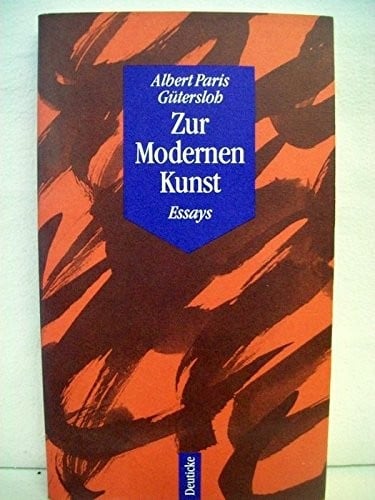 Albert Paris
Gütersloh
Zur
Modernen
Kunst
Essays
Deuticke